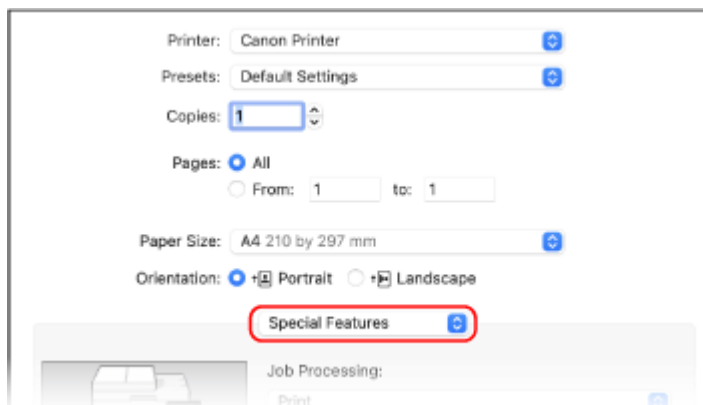 Printer: Canon Printer
Presets: Default Settings
Copies: 1
Pages: All
From: 1 to: 1
Paper Size: A4 210 by 297 mm
Orientation: Portrait Landscape
Special Features
Job Processing:
Print